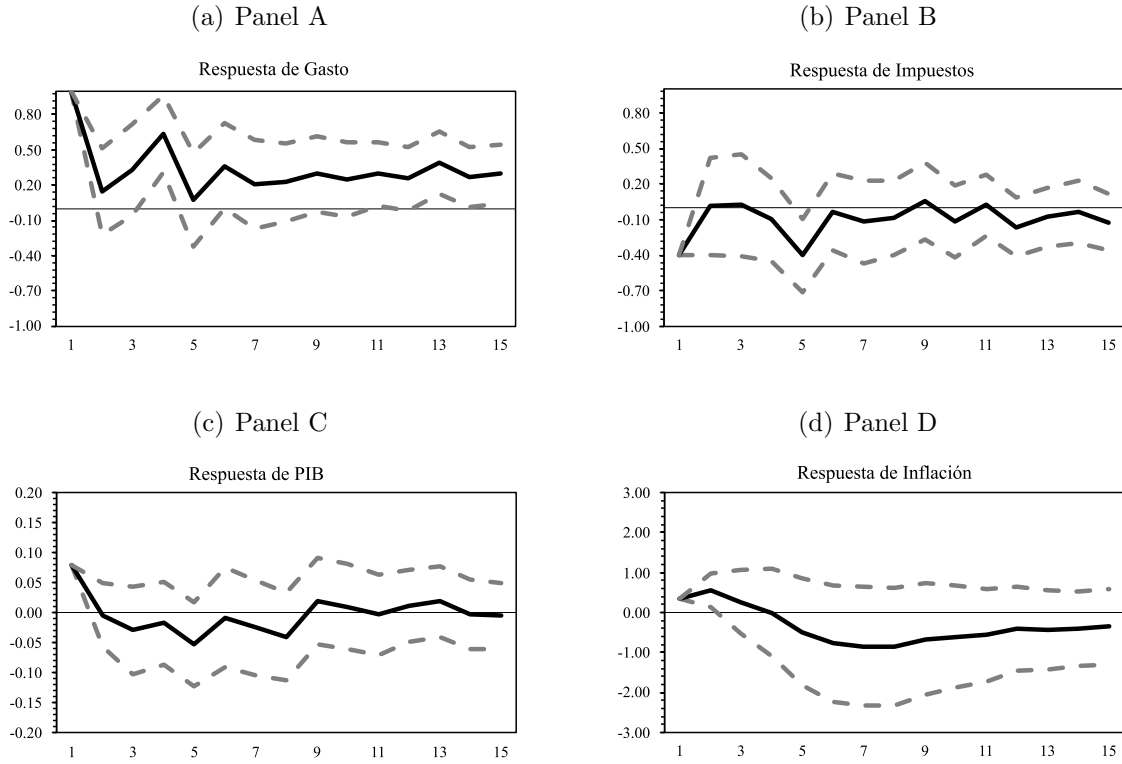 (a) Panel A
Respuesta de Gasto
0.80
0.50
0.20
-0.10
-0.40
-0.70
-1.00
1 3 5 7 9 11 13 15
(b) Panel B
Respuesta de Impuestos
0.80
0.50
0.20
-0.10
-0.40
-0.70
-1.00
1 3 5 7 9 11 13 15
(c) Panel C
Respuesta de PIB
0.20
0.15
0.10
0.05
0.00
-0.05
-0.10
-0.15
-0.20
1 3 5 7 9 11 13 15
(d) Panel D
Respuesta de Inflación
3.00
2.00
1.00
0.00
-1.00
-2.00
-3.00
1 3 5 7 9 11 13 15